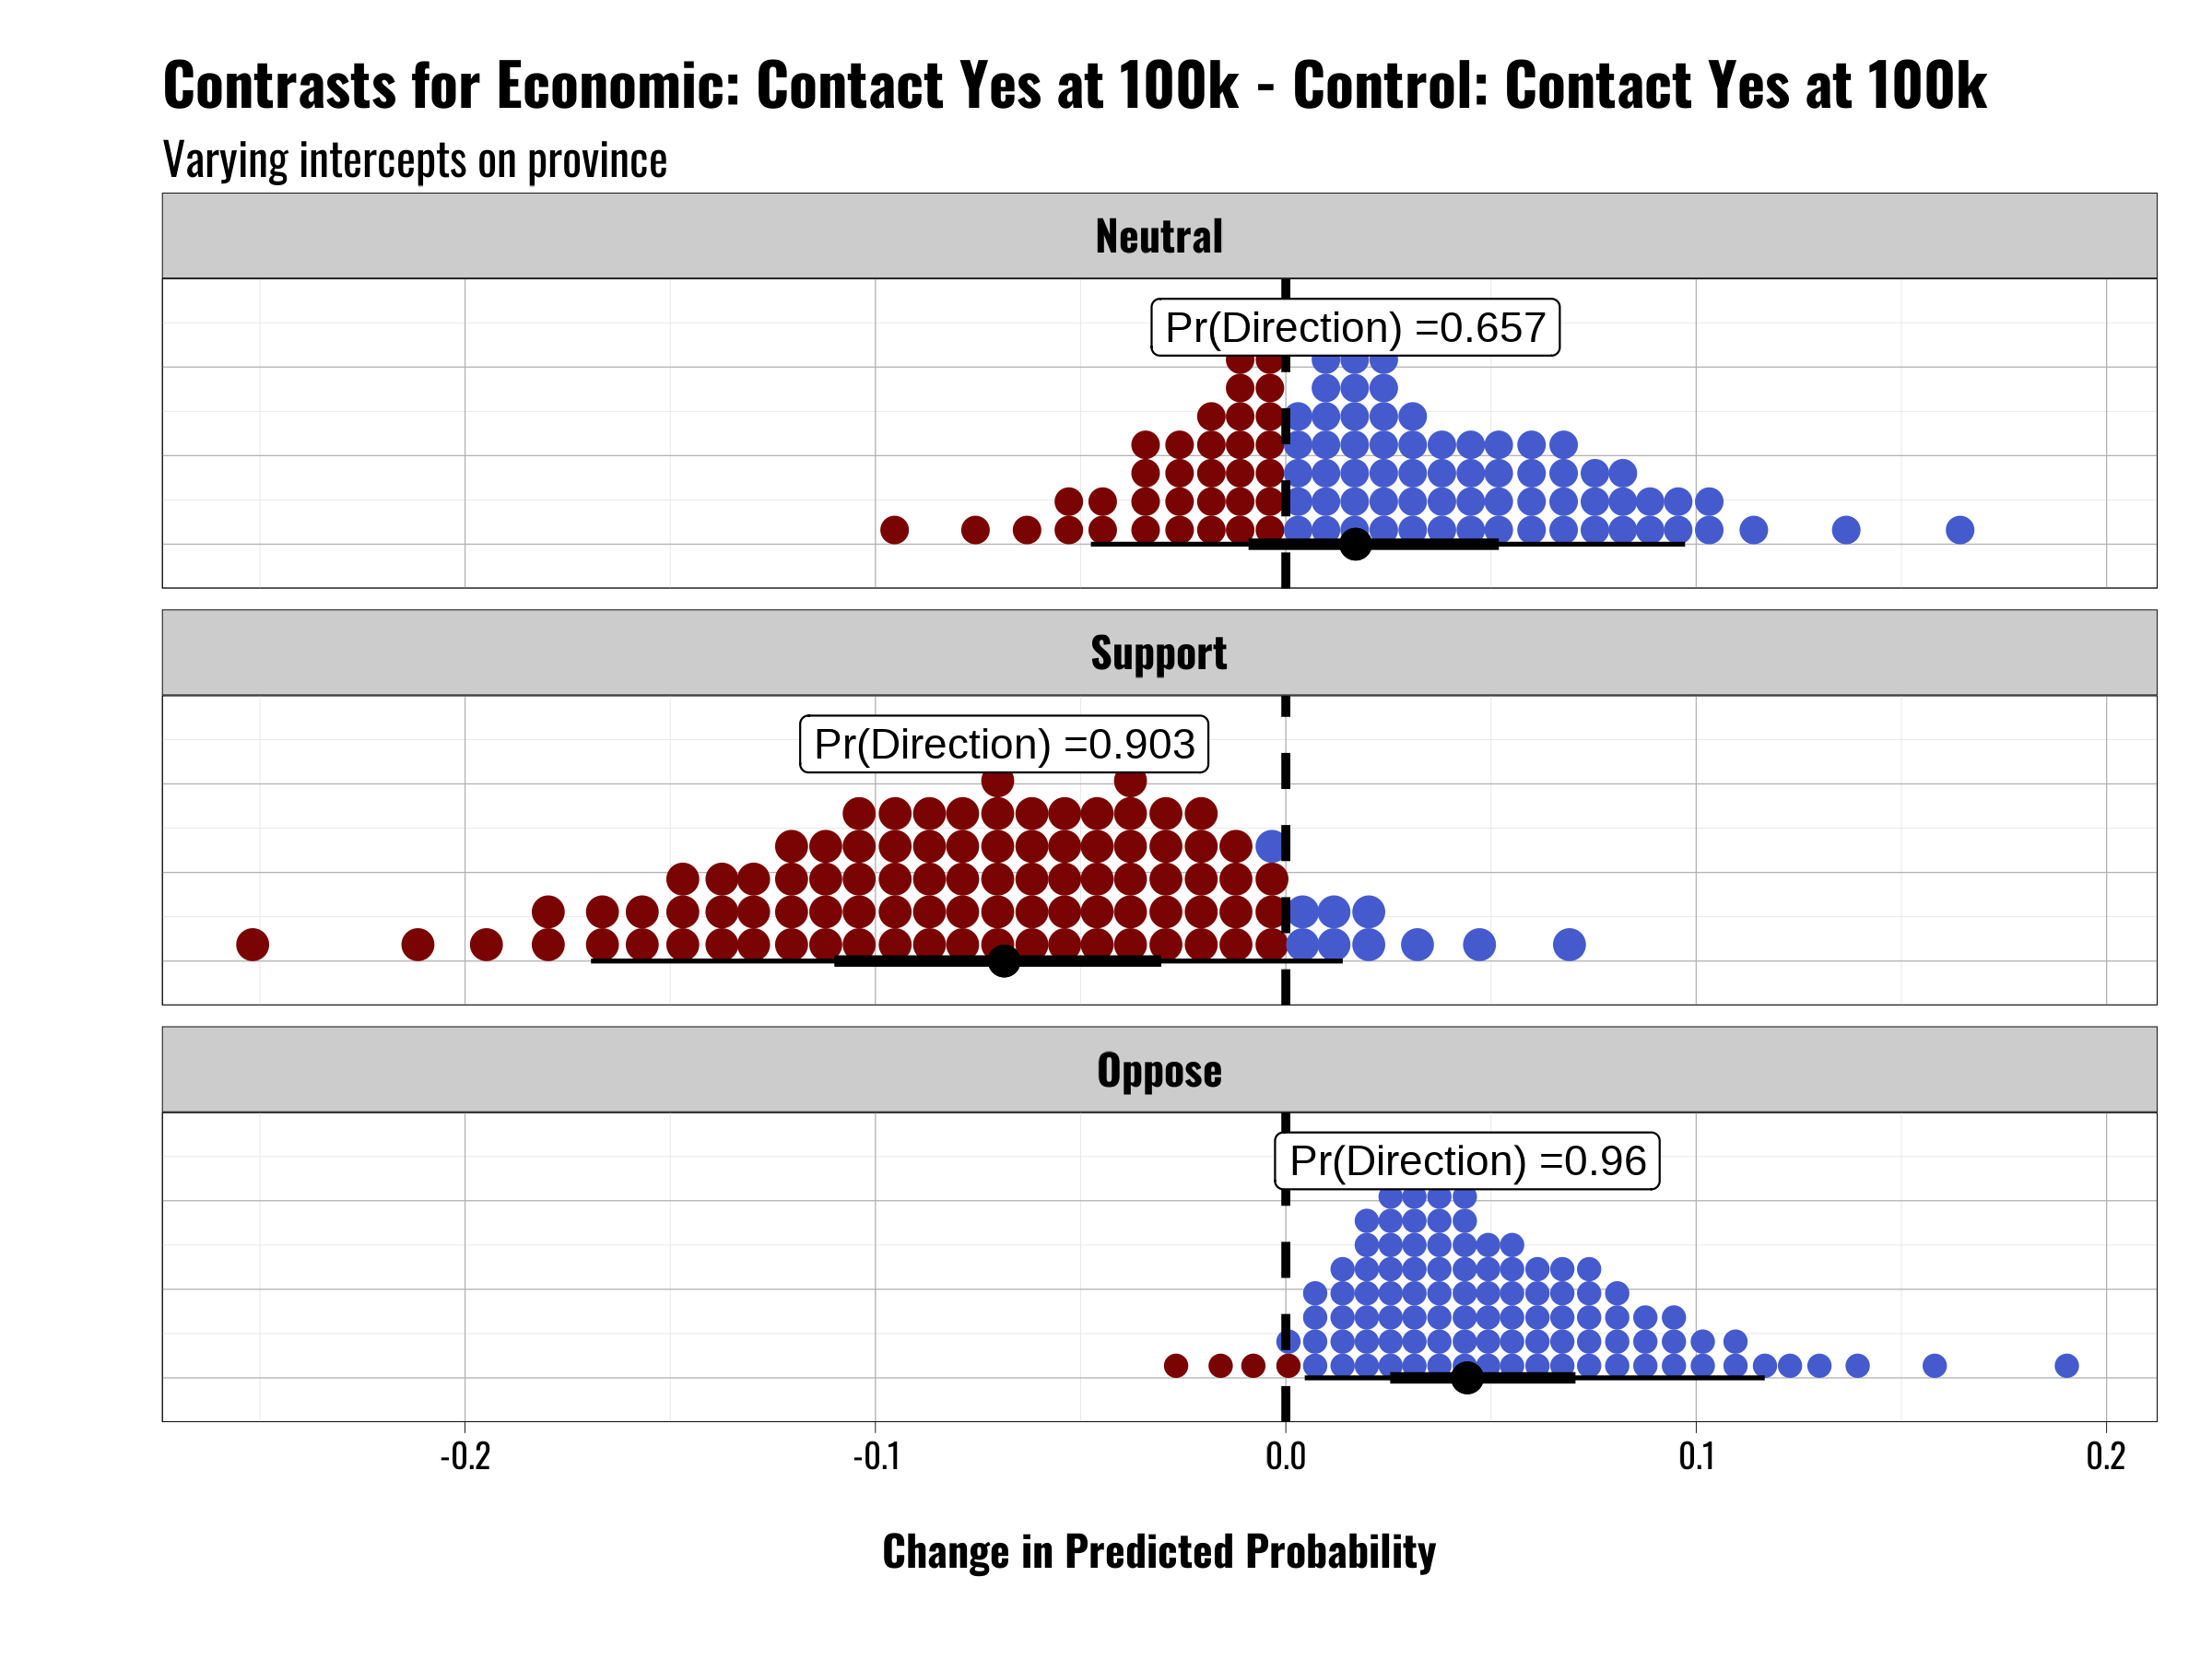 Contrasts for Economic: Contact Yes at 100k - Control: Contact Yes at 100k
Varying intercepts on province
Neutral
Pr(Direction) =0.657
Support
Pr(Direction) =0.903
Oppose
Pr(Direction) =0.96
-0.2 -0.1 0.0 0.1 0.2
Change in Predicted Probability